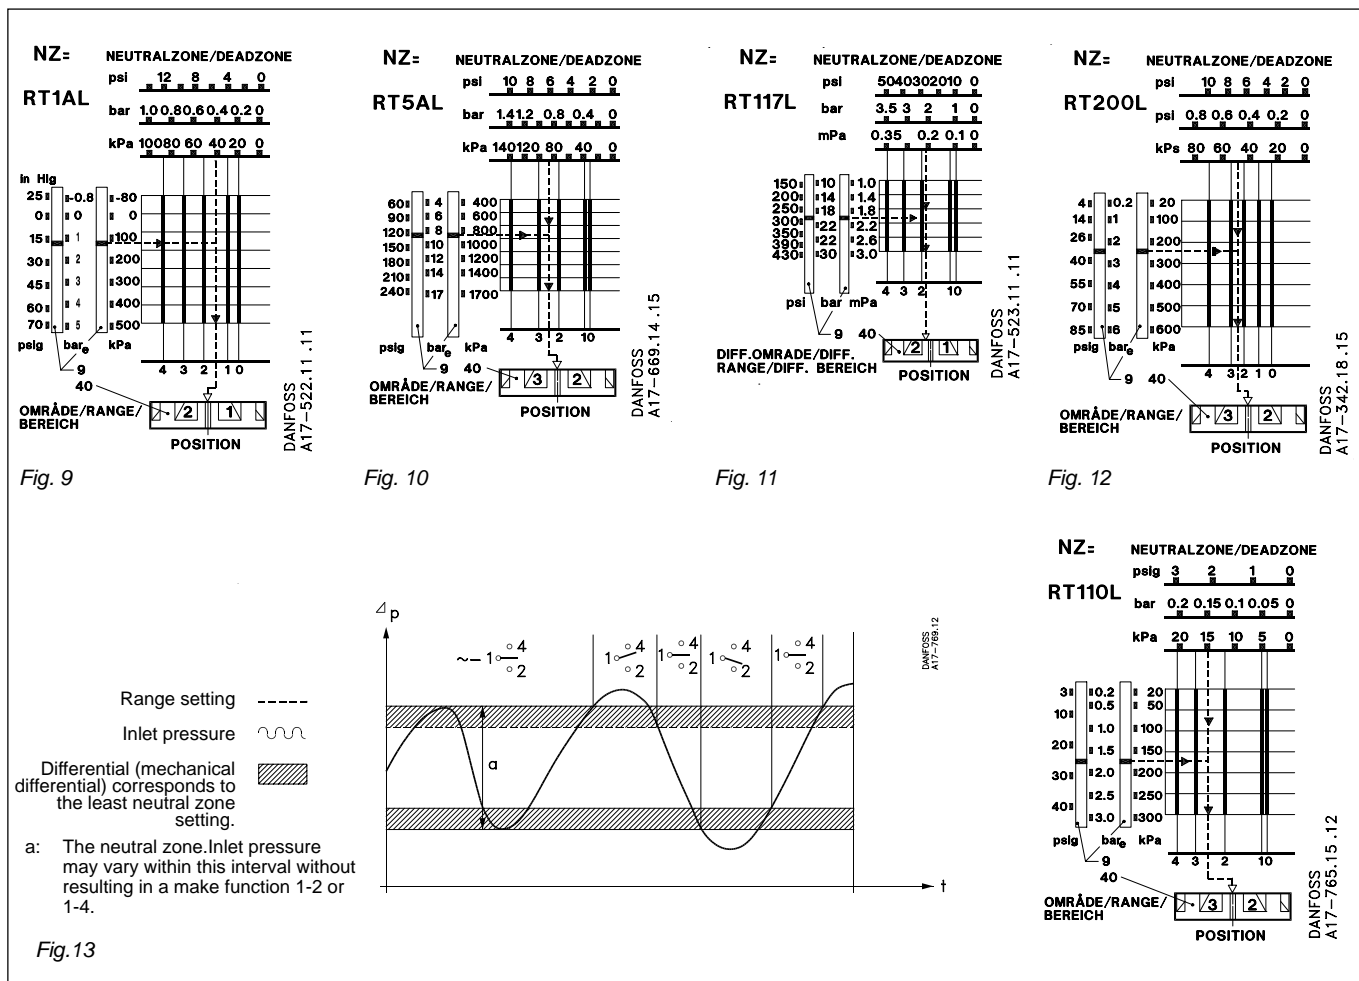 NZ= NEUTRALZONE/DEADZONE
psi 12 8 4 0
RT1AL
bar 1.0 0.8 0.6 0.4 0.2 0
kPa 100 80 60 40 20 0
in Hlg
25 -0.8 -80
0 0 0
15 1 100
30 2 200
45 3 300
60 4 400
70 5 500
psig bare kPa
4 3 2 1 0
9
40
OMRÅDE/RANGE/
BEREICH
2 1
POSITION
DANFOSS
A17-522.11.11
Fig. 9
NZ= NEUTRALZONE/DEADZONE
psi 10 8 6 4 2 0
RT5AL
bar 1.4 1.2 0.8 0.4 0
kPa 140 120 80 40 0
60 4 400
90 6 600
120 8 800
150 10 1000
180 12 1200
210 14 1400
240 17 1700
psig bare kPa
4 3 2 10
9 40
OMRÅDE/RANGE/
BEREICH
3 2
POSITION
DANFOSS
A17-669.14.15
Fig. 10
NZ= NEUTRALZONE/DEADZONE
psi 50 40 30 20 10 0
RT117L
bar 3.5 3 2 1 0
mPa 0.35 0.2 0.1 0
150 10 1.0
200 14 1.4
250 18 1.8
300 22 2.2
350 22 2.6
390
430 30 3.0
psi bar mPa
4 3 2 10
9 40
DIFF.OMRADE/DIFF.
RANGE/DIFF. BEREICH
2 1
POSITION
DANFOSS
A17-523.11.11
Fig. 11
NZ= NEUTRALZONE/DEADZONE
psi 10 8 6 4 2 0
RT200L
psi 0.8 0.6 0.4 0.2 0
kPs 80 60 40 20 0
4 0.2 20
14 1 100
26 2 200
40 3 300
55 4 400
70 5 500
85 6 600
psig bare kPa
4 3 2 1 0
9 40
OMRÅDE/RANGE/
BEREICH
3 2
POSITION
DANFOSS
A17-342.18.15
Fig. 12
NZ= NEUTRALZONE/DEADZONE
psig 3 2 1 0
RT110L
bar 0.2 0.15 0.1 0.05 0
kPa 20 15 10 5 0
3 0.2 20
0.5 50
10 1.0 100
20 1.5 150
30 2.0 200
2.5 250
40 3.0 300
psig bare kPa
4 3 2 10
9
40
OMRÅDE/RANGE/
BEREICH
3 2
POSITION
DANFOSS
A17-765.15.12
Δp
~– 1 4 2
1 4 2
1 4 2
1 4 2
1 4 2
DANFOSS
A17-769.12
a
t
Range setting
Inlet pressure
Differential (mechanical
differential) corresponds to
the least neutral zone
setting.
a: The neutral zone.Inlet pressure
may vary within this interval without
resulting in a make function 1-2 or
1-4.
Fig.13